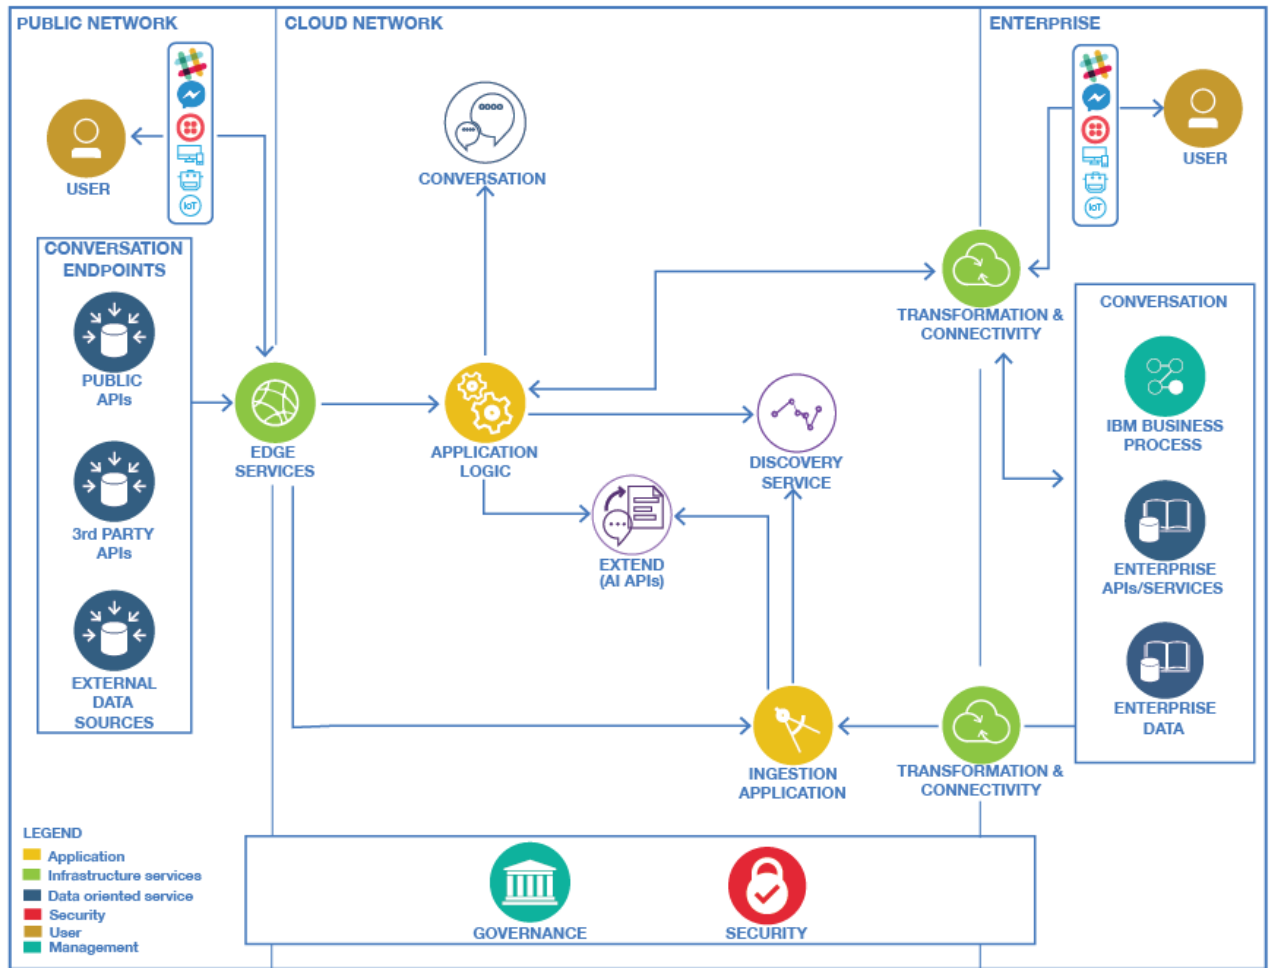 PUBLIC NETWORK
CLOUD NETWORK
ENTERPRISE
IoT
USER
CONVERSATION
IoT
USER
CONVERSATION
ENDPOINTS
PUBLIC
APIs
3rd PARTY
APIs
EXTERNAL
DATA
SOURCES
EDGE
SERVICES
APPLICATION
LOGIC
DISCOVERY
SERVICE
EXTEND
(AI APIs)
TRANSFORMATION &
CONNECTIVITY
CONVERSATION
IBM BUSINESS
PROCESS
ENTERPRISE
APIs/SERVICES
ENTERPRISE
DATA
INGESTION
APPLICATION
TRANSFORMATION &
CONNECTIVITY
LEGEND
Application
Infrastructure services
Data oriented service
Security
User
Management
GOVERNANCE
SECURITY